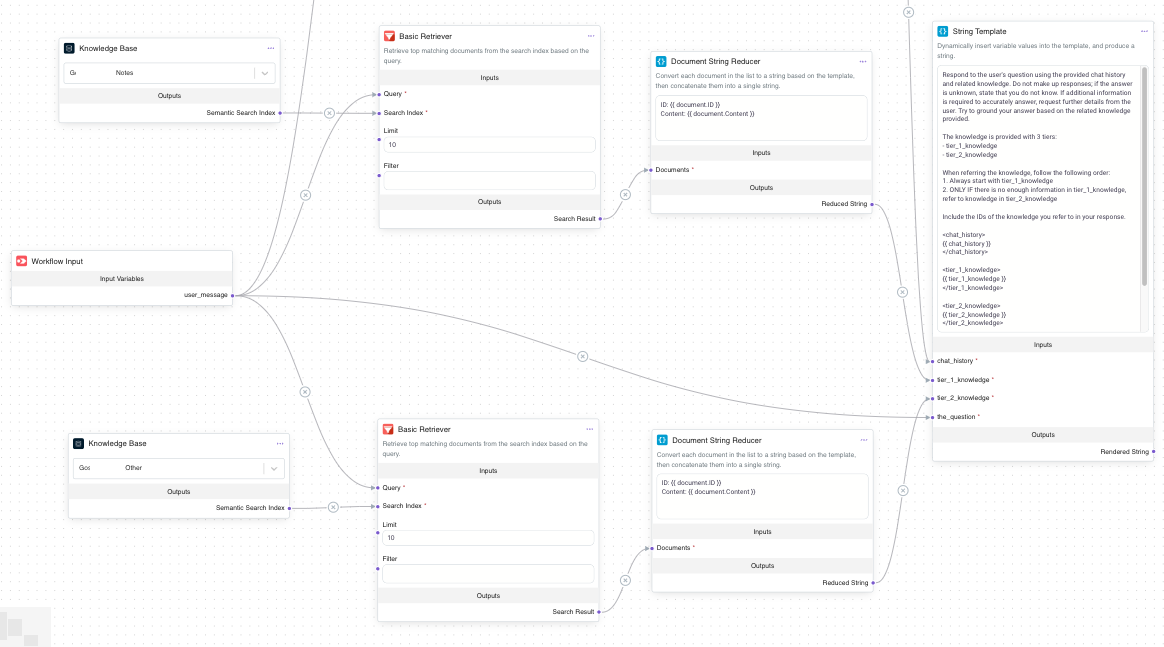 Knowledge Base
Notes
Outputs
Semantic Search Index
Basic Retriever
Retrieve top matching documents from the search index based on the
query.
Inputs
Query *
Search Index *
Limit
10
Filter
Outputs
Search Result
Document String Reducer
Convert each document in the list to a string based on the template,
then concatenate them into a single string.
ID: {{ document.ID }}
Content: {{ document.Content }}
Inputs
Documents *
Outputs
Reduced String
Workflow Input
Input Variables
user_message
Knowledge Base
Other
Outputs
Semantic Search Index
Basic Retriever
Retrieve top matching documents from the search index based on the
query.
Inputs
Query *
Search Index *
Limit
10
Filter
Outputs
Search Result
Document String Reducer
Convert each document in the list to a string based on the template,
then concatenate them into a single string.
ID: {{ document.ID }}
Content: {{ document.Content }}
Inputs
Documents *
Outputs
Reduced String
String Template
Dynamically insert variable values into the template, and produce a
string.
Respond to the user's question using the provided chat history
and related knowledge. Do not make up responses; if the answer
is unknown, state that you do not know. If additional information
is required to accurately answer, request further details from the
user. Try to ground your answer based on the related knowledge
provided.
The knowledge is provided with 3 tiers:
- tier_1_knowledge
- tier_2_knowledge
When referring the knowledge, follow the following order:
1. Always start with tier_1_knowledge
2. ONLY IF there is no enough information in tier_1_knowledge,
refer to knowledge in tier_2_knowledge
Include the IDs of the knowledge you refer to in your response.
<chat_history>
{{ chat_history }}
</chat_history>
<tier_1_knowledge>
{{ tier_1_knowledge }}
</tier_1_knowledge>
<tier_2_knowledge>
{{ tier_2_knowledge }}
</tier_2_knowledge>
Inputs
chat_history *
tier_1_knowledge *
tier_2_knowledge *
the_question *
Outputs
Rendered String